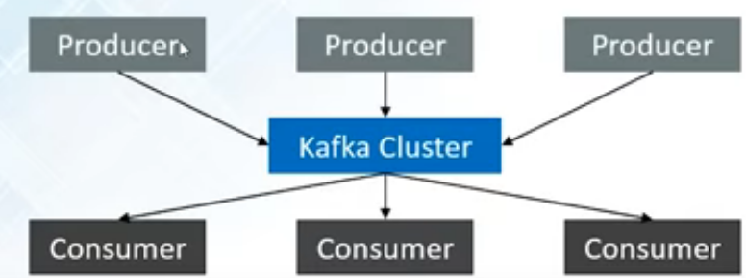 Producer
Producer
Producer
Kafka Cluster
Consumer
Consumer
Consumer